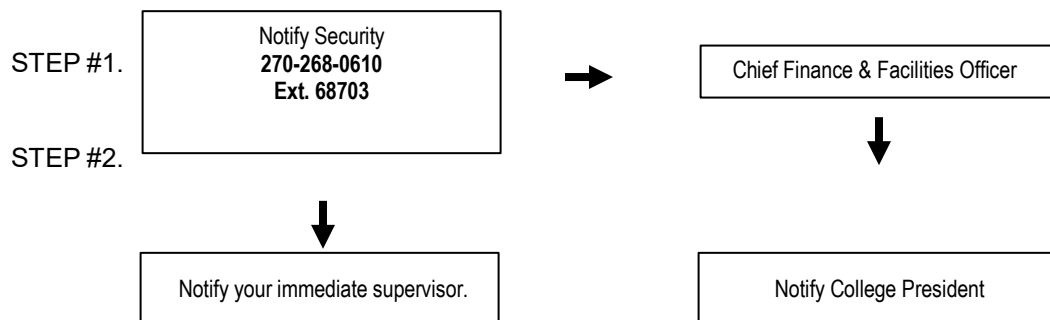 STEP #1.
Notify Security
270-268-0610
Ext. 68703
Chief Finance & Facilities Officer
STEP #2.
Notify your immediate supervisor.
Notify College President